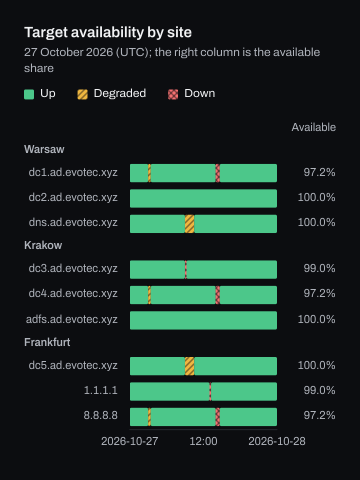 Target availability by site
27 October 2026 (UTC); the right column is the available
share
Up Degraded Down
Available
Warsaw
dc1.ad.evotec.xyz 97.2%
dc2.ad.evotec.xyz 100.0%
dns.ad.evotec.xyz 100.0%
Krakow
dc3.ad.evotec.xyz 99.0%
dc4.ad.evotec.xyz 97.2%
adfs.ad.evotec.xyz 100.0%
Frankfurt
dc5.ad.evotec.xyz 100.0%
1.1.1.1 99.0%
8.8.8.8 97.2%
2026-10-27 12:00 2026-10-28